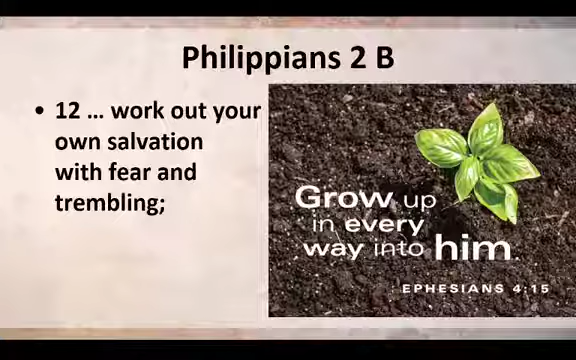 Philippians 2 B
• 12 … work out your
own salvation
with fear and
trembling;
Grow up
in every
way into him.
EPHESIANS 4:15